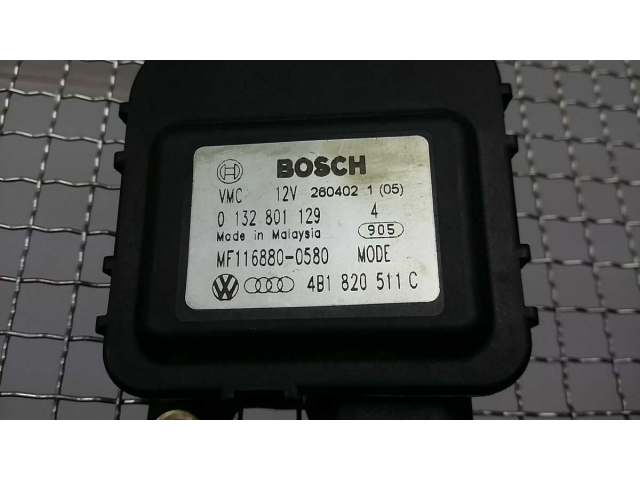 BOSCH
VMC 12V 260402 1 (05)
0 132 801 129 4
Made in Malaysia 905
MF116880-0580 MODE
4B1 820 511 C